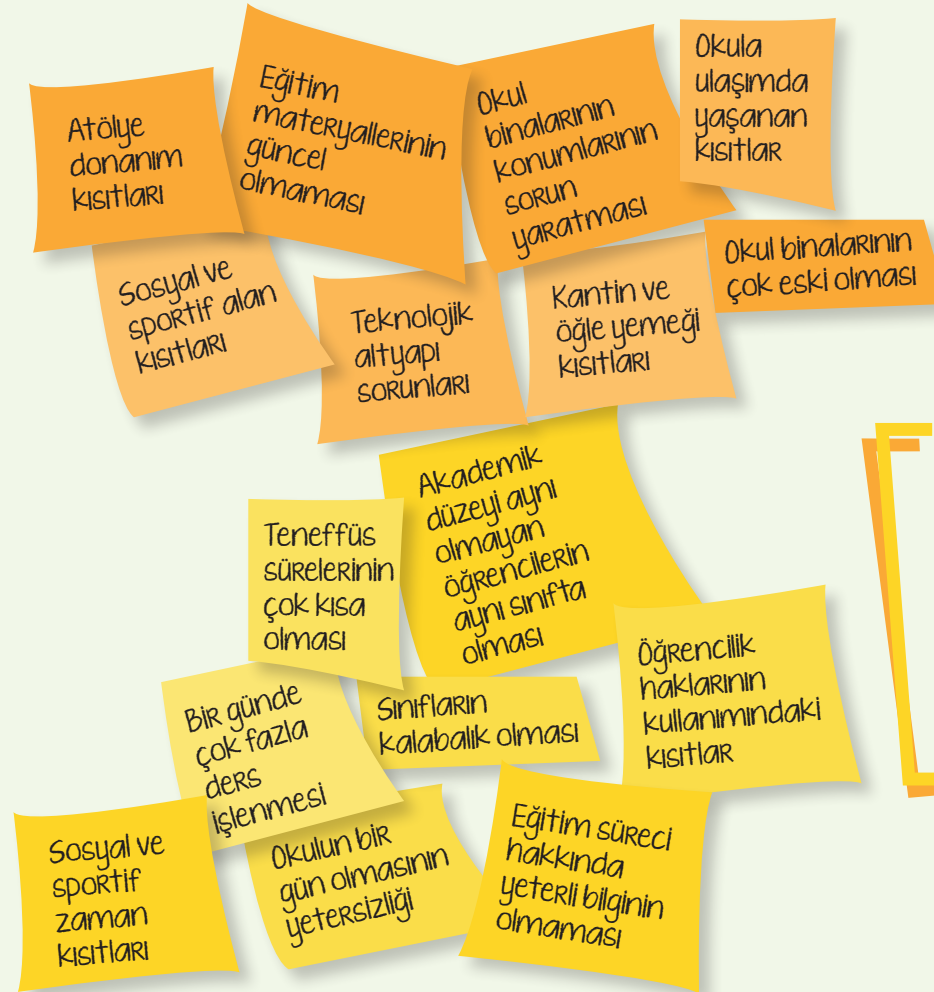 Atölye
donanım
kısıtları
Eğitim
materyallerinin
güncel
olmaması
Okul
binalarının
konumlarının
sorun
yaratması
Okula
ulaşımda
yaşanan
kısıtlar
Sosyal ve
sportif alan
kısıtları
Teknolojik
altyapı
sorunları
Kantin ve
öğle yemeği
kısıtları
Okul binalarının
çok eski olması
Akademik
düzeyi aynı
olmayan
öğrencilerin
aynı sınıfta
olması
Teneffüs
sürelerinin
çok kısa
olması
Öğrencilik
haklarının
kullanımındaki
kısıtlar
Bir günde
çok fazla
ders
işlenmesi
Sınıfların
kalabalık olması
Sosyal ve
sportif
zaman
kısıtları
Okulun bir
gün olmasının
yetersizliği
Eğitim süreci
hakkında
yeterli bilginin
olmaması